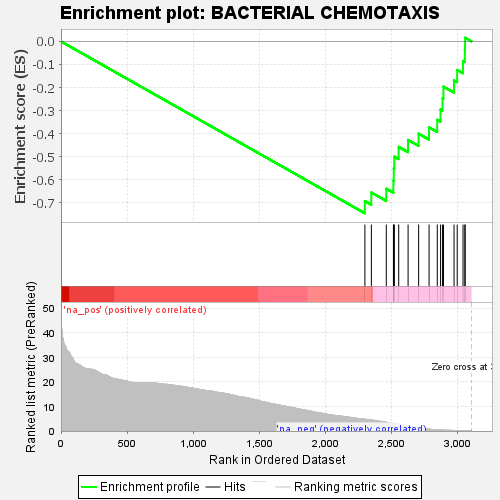 Enrichment plot: BACTERIAL CHEMOTAXIS
Enrichment score (ES)
0.0
-0.1
-0.2
-0.3
-0.4
-0.5
-0.6
-0.7
Ranked list metric (PreRanked)
50
40
30
20
10
0
'na_pos' (positively correlated)
Zero cross at
'na_neg' (negatively correlated)
0
500
1,000
1,500
2,000
2,500
3,000
Rank in Ordered Dataset
Enrichment profile
Hits
Ranking metric scores